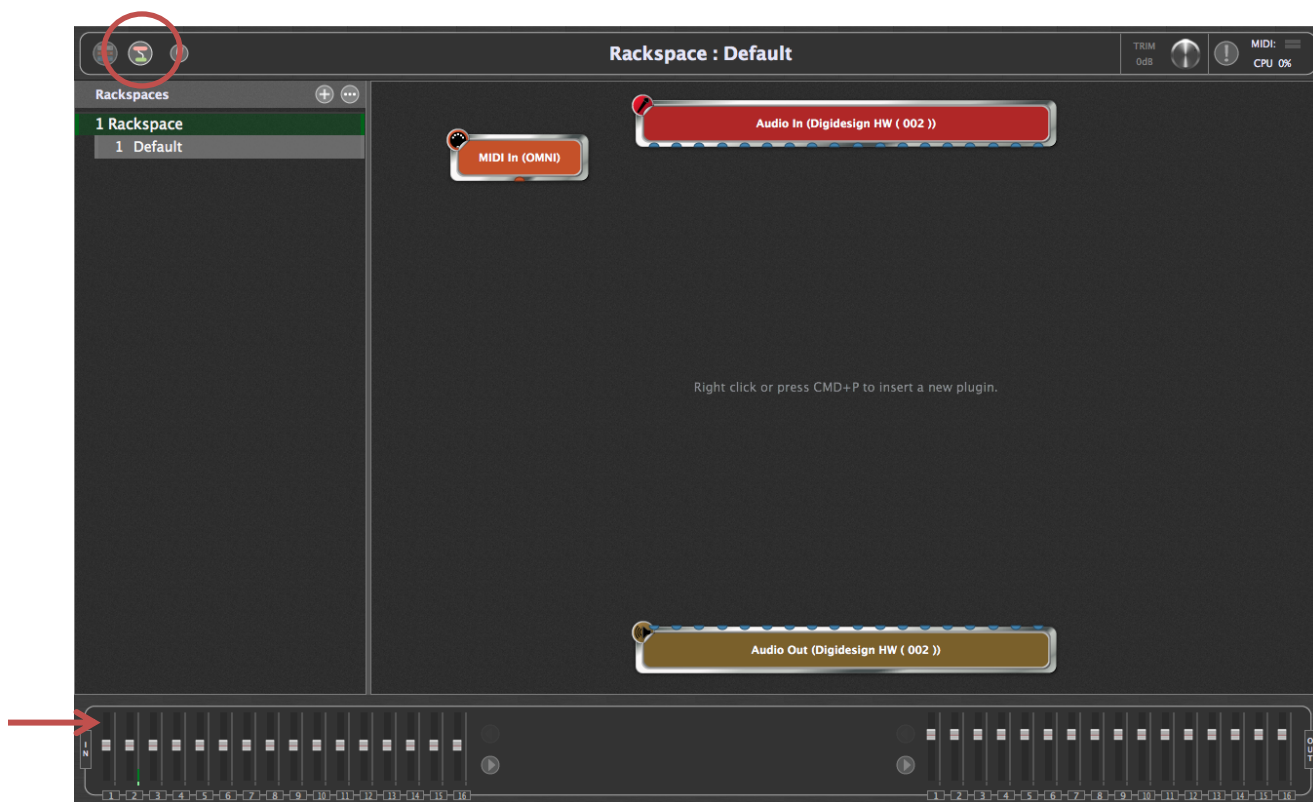 Rackspace : Default
TRIM
0dB
MIDI:
CPU 0%
Rackspaces
1 Rackspace
1 Default
MIDI In (OMNI)
Audio In (Digidesign HW ( 002 ))
Right click or press CMD+P to insert a new plugin.
Audio Out (Digidesign HW ( 002 ))
IN
OUT
1 2 3 4 5 6 7 8 9 10 11 12 13 14 15 16
1 2 3 4 5 6 7 8 9 10 11 12 13 14 15 16